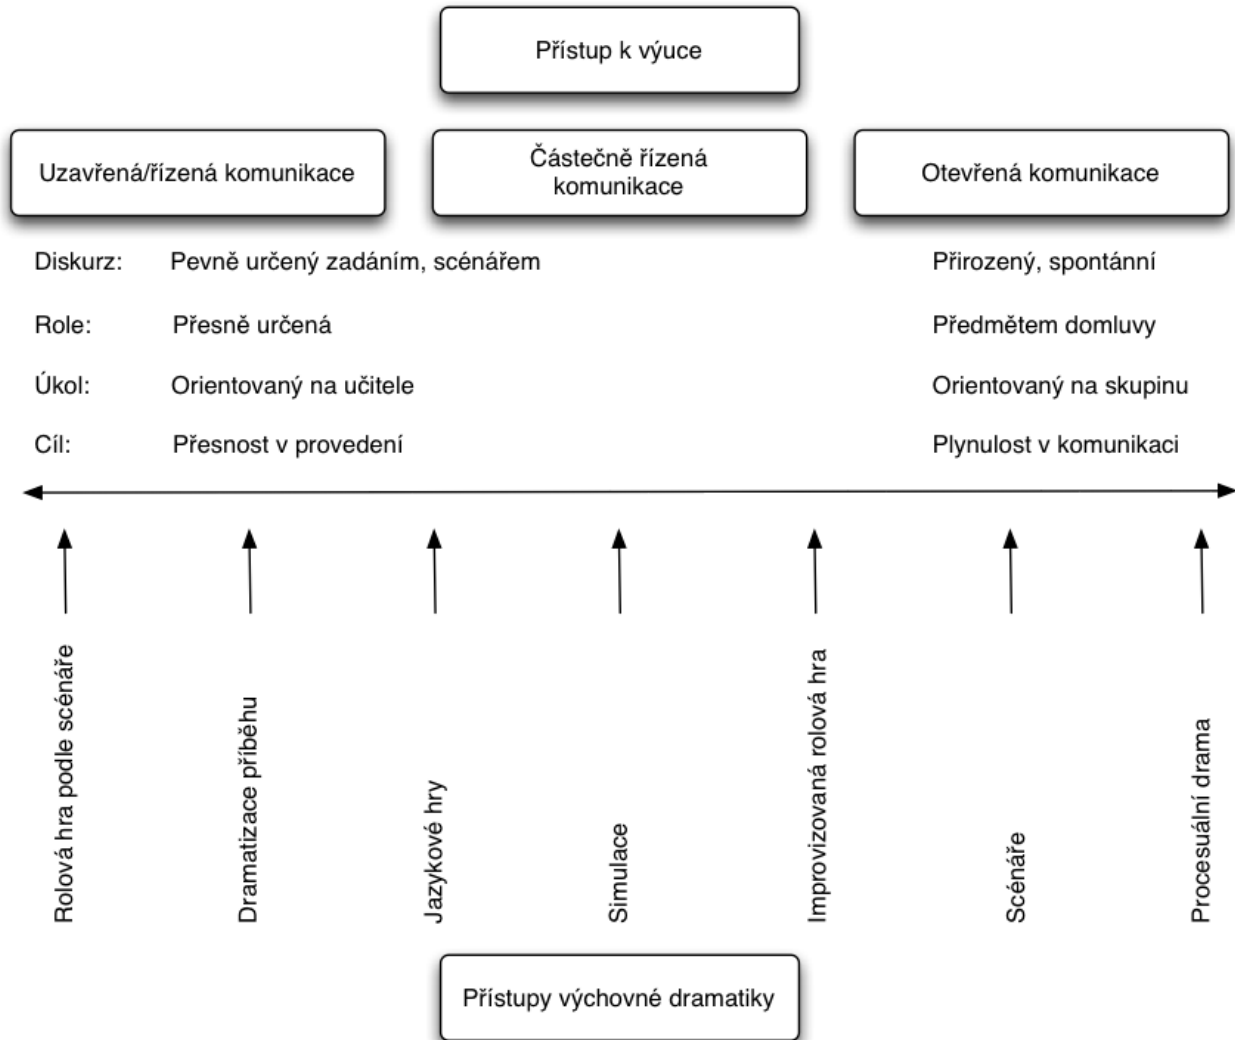 Přístup k výuce
Uzavřená/řízená komunikace
Částečně řízená
komunikace
Otevřená komunikace
Diskurz: Pevně určený zadáním, scénářem Přirozený, spontánní
Role: Přesně určená Předmětem domluvy
Úkol: Orientovaný na učitele Orientovaný na skupinu
Cíl: Přesnost v provedení Plynulost v komunikaci
Rolová hra podle scénáře
Dramatizace příběhu
Jazykové hry
Simulace
Improvizovaná rolová hra
Scénáře
Procesuální drama
Přístupy výchovné dramatiky